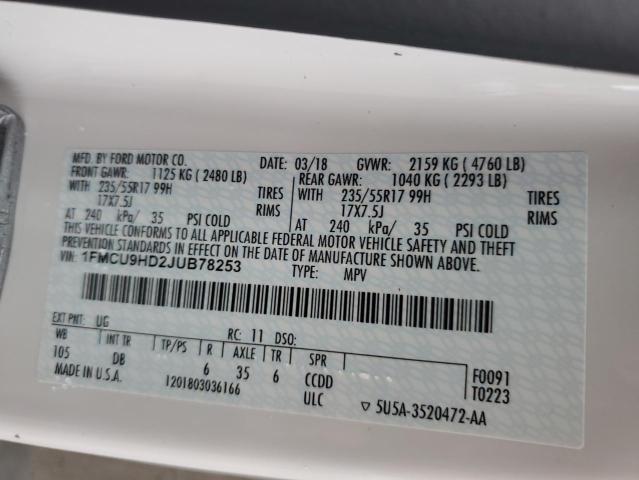 MFD. BY FORD MOTOR CO. DATE: 03/18 GVWR: 2159 KG ( 4760 LB)
FRONT GAWR: 1125 KG ( 2480 LB) REAR GAWR: 1040 KG ( 2293 LB)
WITH 235/55R17 99H TIRES WITH 235/55R17 99H TIRES
17X7.5J RIMS 17X7.5J RIMS
AT 240 kPa/ 35 PSI COLD AT 240 kPa/ 35 PSI COLD
THIS VEHICLE CONFORMS TO ALL APPLICABLE FEDERAL MOTOR VEHICLE SAFETY AND THEFT
PREVENTION STANDARDS IN EFFECT ON THE DATE OF MANUFACTURE SHOWN ABOVE.
VIN: 1FMCU9HD2JUB78253 TYPE: MPV
EXT PNT: UG RC: 11 DSO:
WB INT TR TP/PS R AXLE TR SPR
105 DB 6 35 6 CCDD F0091
MADE IN U.S.A. 1201803036166 ULC T0223
▽ 5U5A-3520472-AA